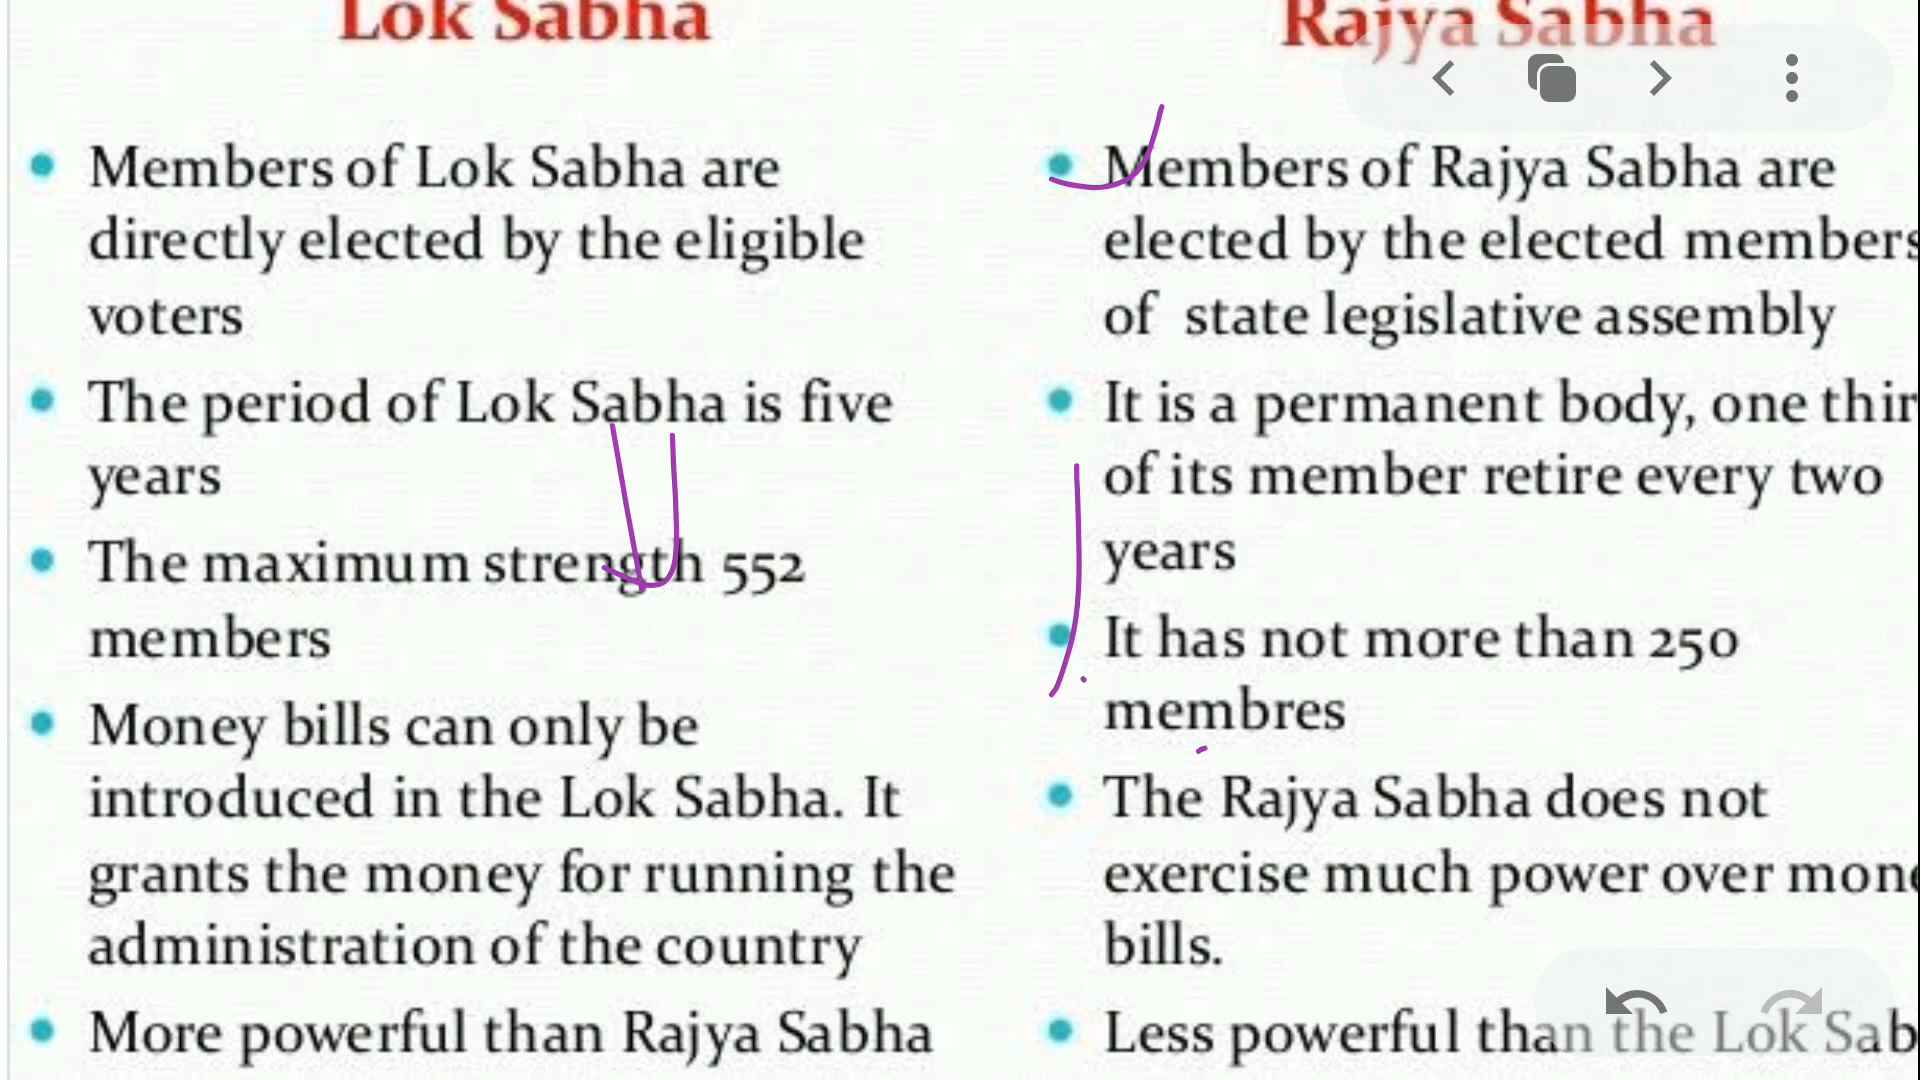 Lok Sabha
Members of Lok Sabha are
directly elected by the eligible
voters
The period of Lok Sabha is five
years
The maximum strength 552
members
Money bills can only be
introduced in the Lok Sabha. It
grants the money for running the
administration of the country
More powerful than Rajya Sabha
Rajya Sabha
Members of Rajya Sabha are
elected by the elected members
of state legislative assembly
It is a permanent body, one thir
of its member retire every two
years
It has not more than 250
membres
The Rajya Sabha does not
exercise much power over mone
bills.
Less powerful than the Lok Sab